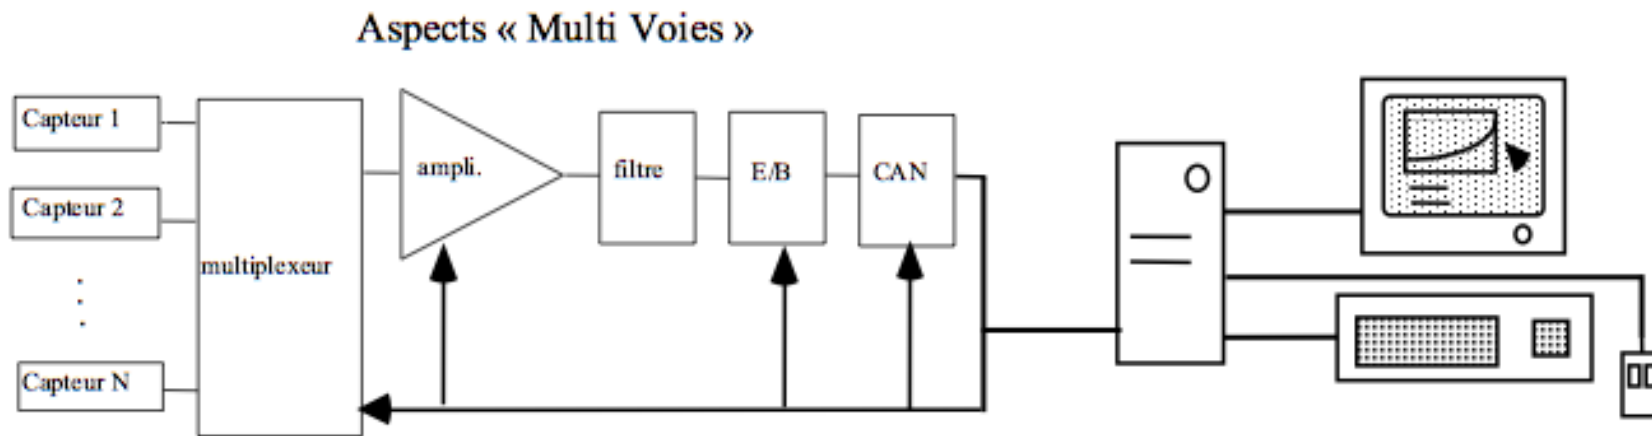 Aspects « Multi Voies »
Capteur 1
Capteur 2
Capteur N
multiplexeur
ampli.
filtre
E/B
CAN